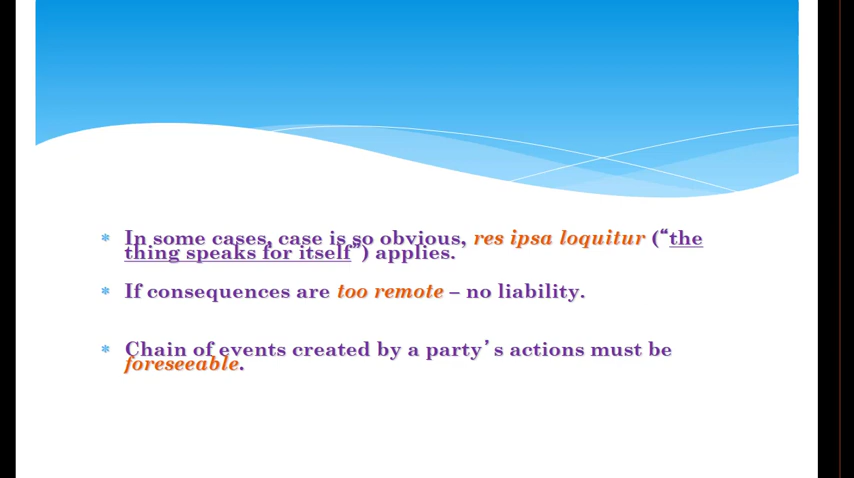 * In some cases, case is so obvious, res ipsa loquitur (“the
thing speaks for itself”) applies.
* If consequences are too remote – no liability.
* Chain of events created by a party’s actions must be
foreseeable.